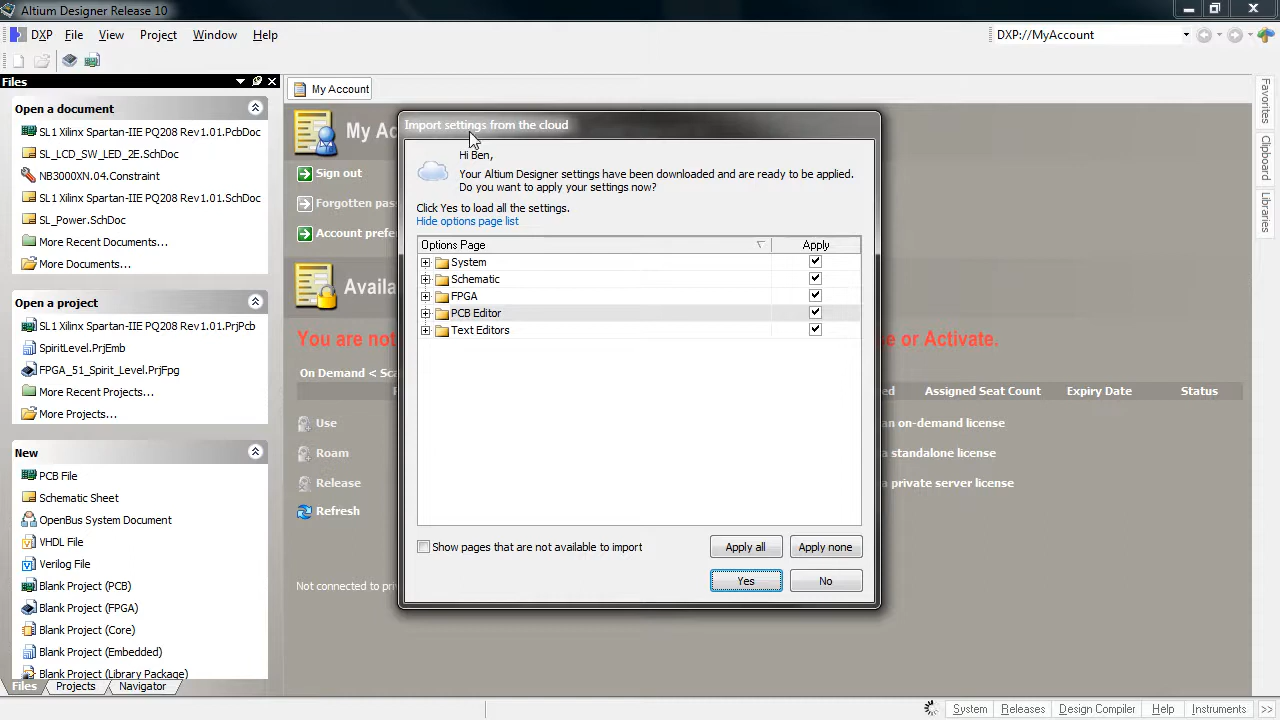 Altium Designer Release 10
DXP File View Project Window Help
DXP://MyAccount
Files
Open a document
SL1 Xilinx Spartan-IIE PQ208 Rev1.01.PcbDoc
SL_LCD_SW_LED_2E.SchDoc
NB3000XN.04.Constraint
SL1 Xilinx Spartan-IIE PQ208 Rev1.01.SchDoc
SL_Power.SchDoc
More Recent Documents...
More Documents...
Open a project
SL1 Xilinx Spartan-IIE PQ208 Rev1.01.PrjPcb
SpiritLevel.PrjEmb
FPGA_51_Spirit_Level.PrjFpg
More Recent Projects...
More Projects...
New
PCB File
Schematic Sheet
OpenBus System Document
VHDL File
Verilog File
Blank Project (PCB)
Blank Project (FPGA)
Blank Project (Core)
Blank Project (Embedded)
Blank Project (Library Package)
Files Projects Navigator
My Account
My Ac
Sign out
Forgotten pas
Account prefe
Availa
You are not
e or Activate.
On Demand < Sca
ed Assigned Seat Count Expiry Date Status
Use
an on-demand license
Roam
a standalone license
Release
a private server license
Refresh
Not connected to pri
Import settings from the cloud
Hi Ben,
Your Altium Designer settings have been downloaded and are ready to be applied.
Do you want to apply your settings now?
Click Yes to load all the settings.
Hide options page list
Options Page Apply
System
Schematic
FPGA
PCB Editor
Text Editors
Show pages that are not available to import
Apply all Apply none
Yes No
Favorites
Clipboard
Libraries
System Releases Design Compiler Help Instruments >>